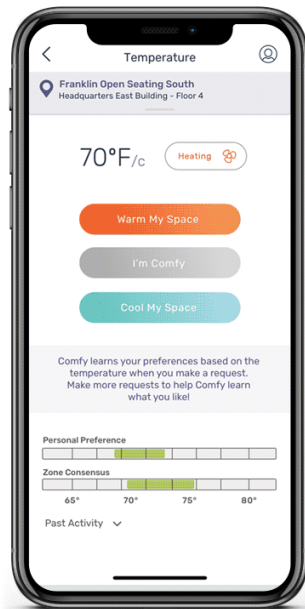 Temperature
Franklin Open Seating South
Headquarters East Building - Floor 4
70°F/c
Heating
Warm My Space
I'm Comfy
Cool My Space
Comfy learns your preferences based on the
temperature when you make a request.
Make more requests to help Comfy learn
what you like!
Personal Preference
Zone Consensus
65° 70° 75° 80°
Past Activity